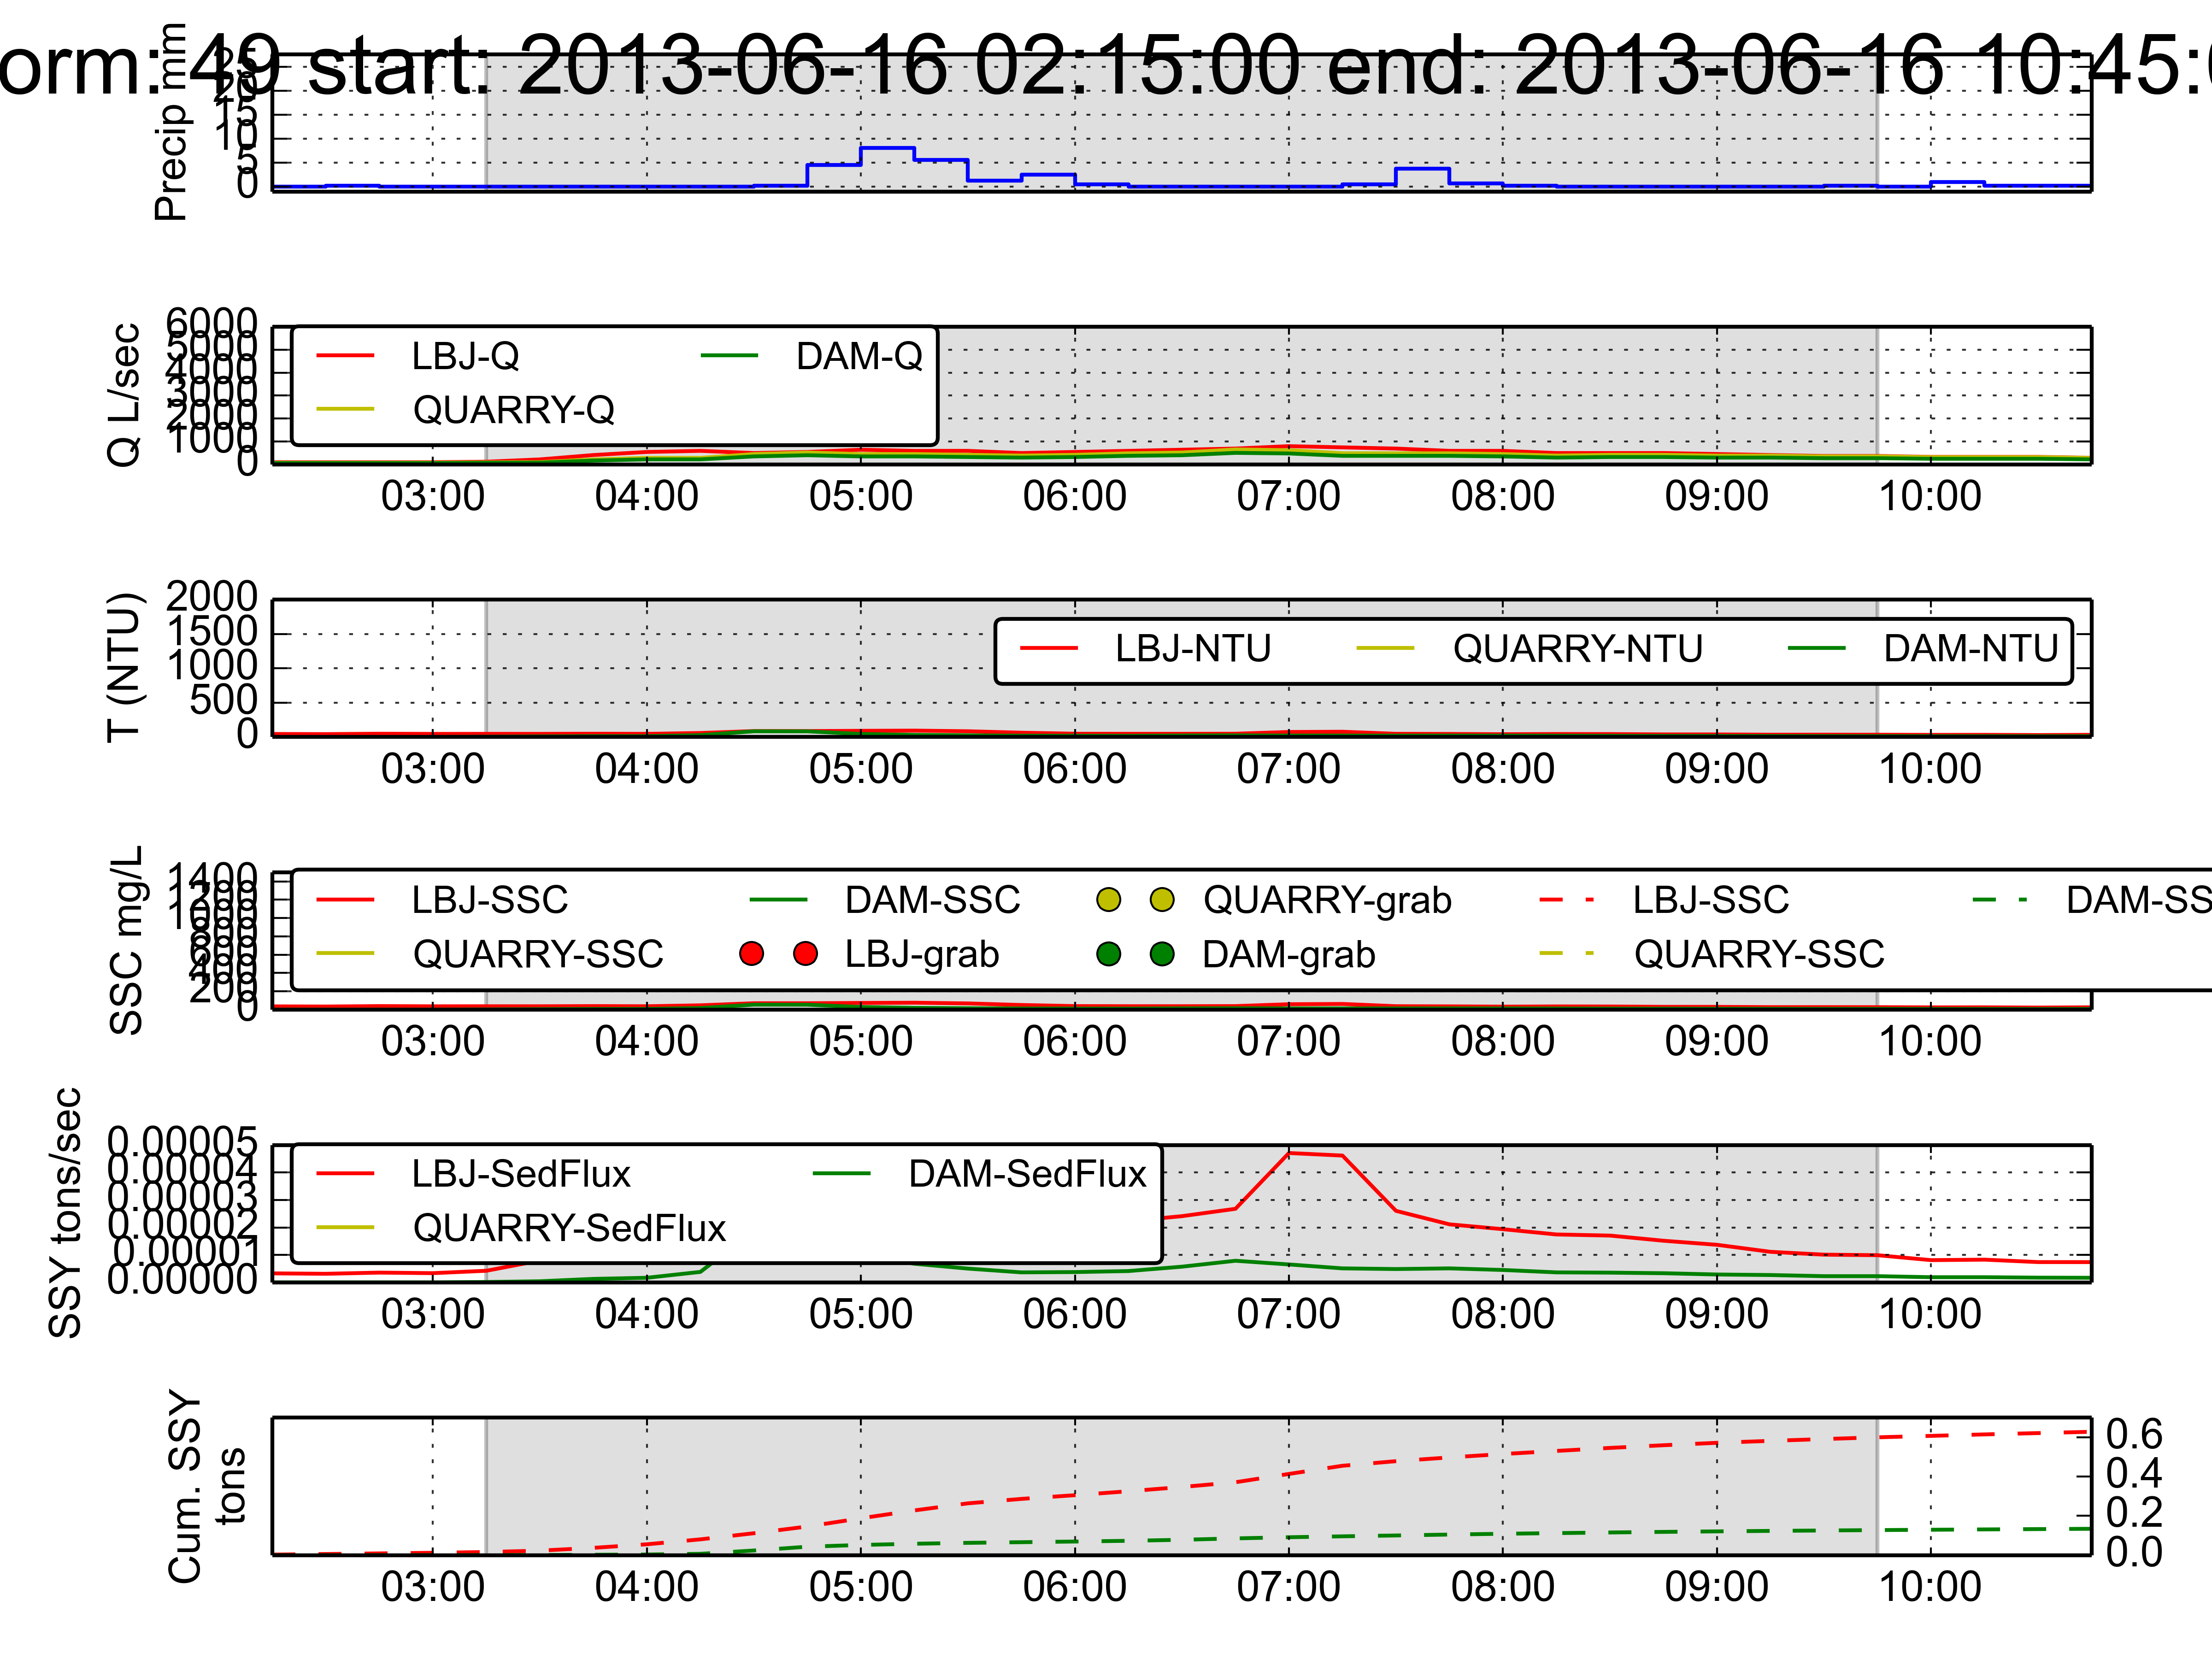 orm: 49 start: 2013-06-16 02:15:00 end: 2013-06-16 10:45:0
Precip mm
25
20
15
10
5
0
Q L/sec
6000
5000
4000
3000
2000
1000
0
LBJ-Q DAM-Q
QUARRY-Q
03:00 04:00 05:00 06:00 07:00 08:00 09:00 10:00
T (NTU)
2000
1500
1000
500
0
LBJ-NTU QUARRY-NTU DAM-NTU
03:00 04:00 05:00 06:00 07:00 08:00 09:00 10:00
SSC mg/L
1400
1200
1000
800
600
400
200
0
LBJ-SSC DAM-SSC QUARRY-grab LBJ-SSC DAM-SS
QUARRY-SSC LBJ-grab DAM-grab QUARRY-SSC
03:00 04:00 05:00 06:00 07:00 08:00 09:00 10:00
SSY tons/sec
0.00005
0.00004
0.00003
0.00002
0.00001
0.00000
LBJ-SedFlux DAM-SedFlux
QUARRY-SedFlux
03:00 04:00 05:00 06:00 07:00 08:00 09:00 10:00
Cum. SSY
tons
0.6
0.4
0.2
0.0
03:00 04:00 05:00 06:00 07:00 08:00 09:00 10:00